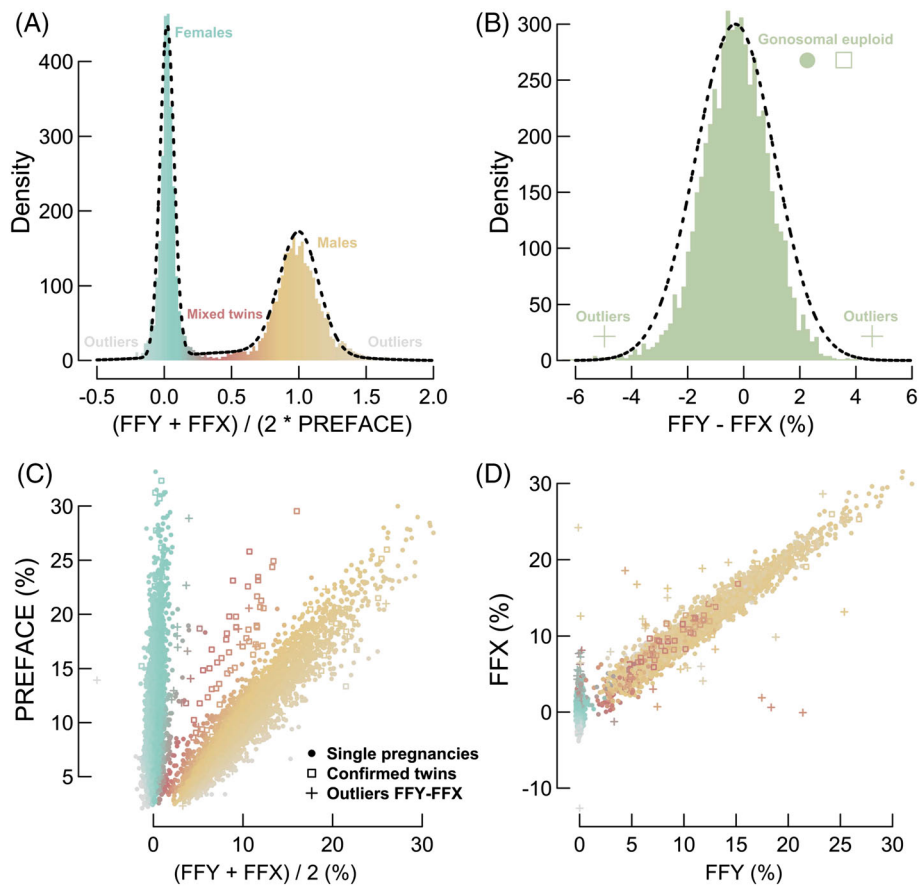 (A)
Females
400
300
200
100
0
Density
Males
Mixed twins
Outliers
Outliers
-0.5 0.0 0.5 1.0 1.5 2.0
(FFY + FFX) / (2 * PREFACE)
(B)
300
250
200
150
100
50
0
Density
Gonosomal euploid
Outliers
Outliers
-6 -4 -2 0 2 4 6
FFY - FFX (%)
(C)
30
25
20
15
10
5
PREFACE (%)
Single pregnancies
Confirmed twins
Outliers FFY-FFX
0 10 20 30
(FFY + FFX) / 2 (%)
(D)
30
20
10
0
-10
FFX (%)
0 5 10 15 20 25 30
FFY (%)